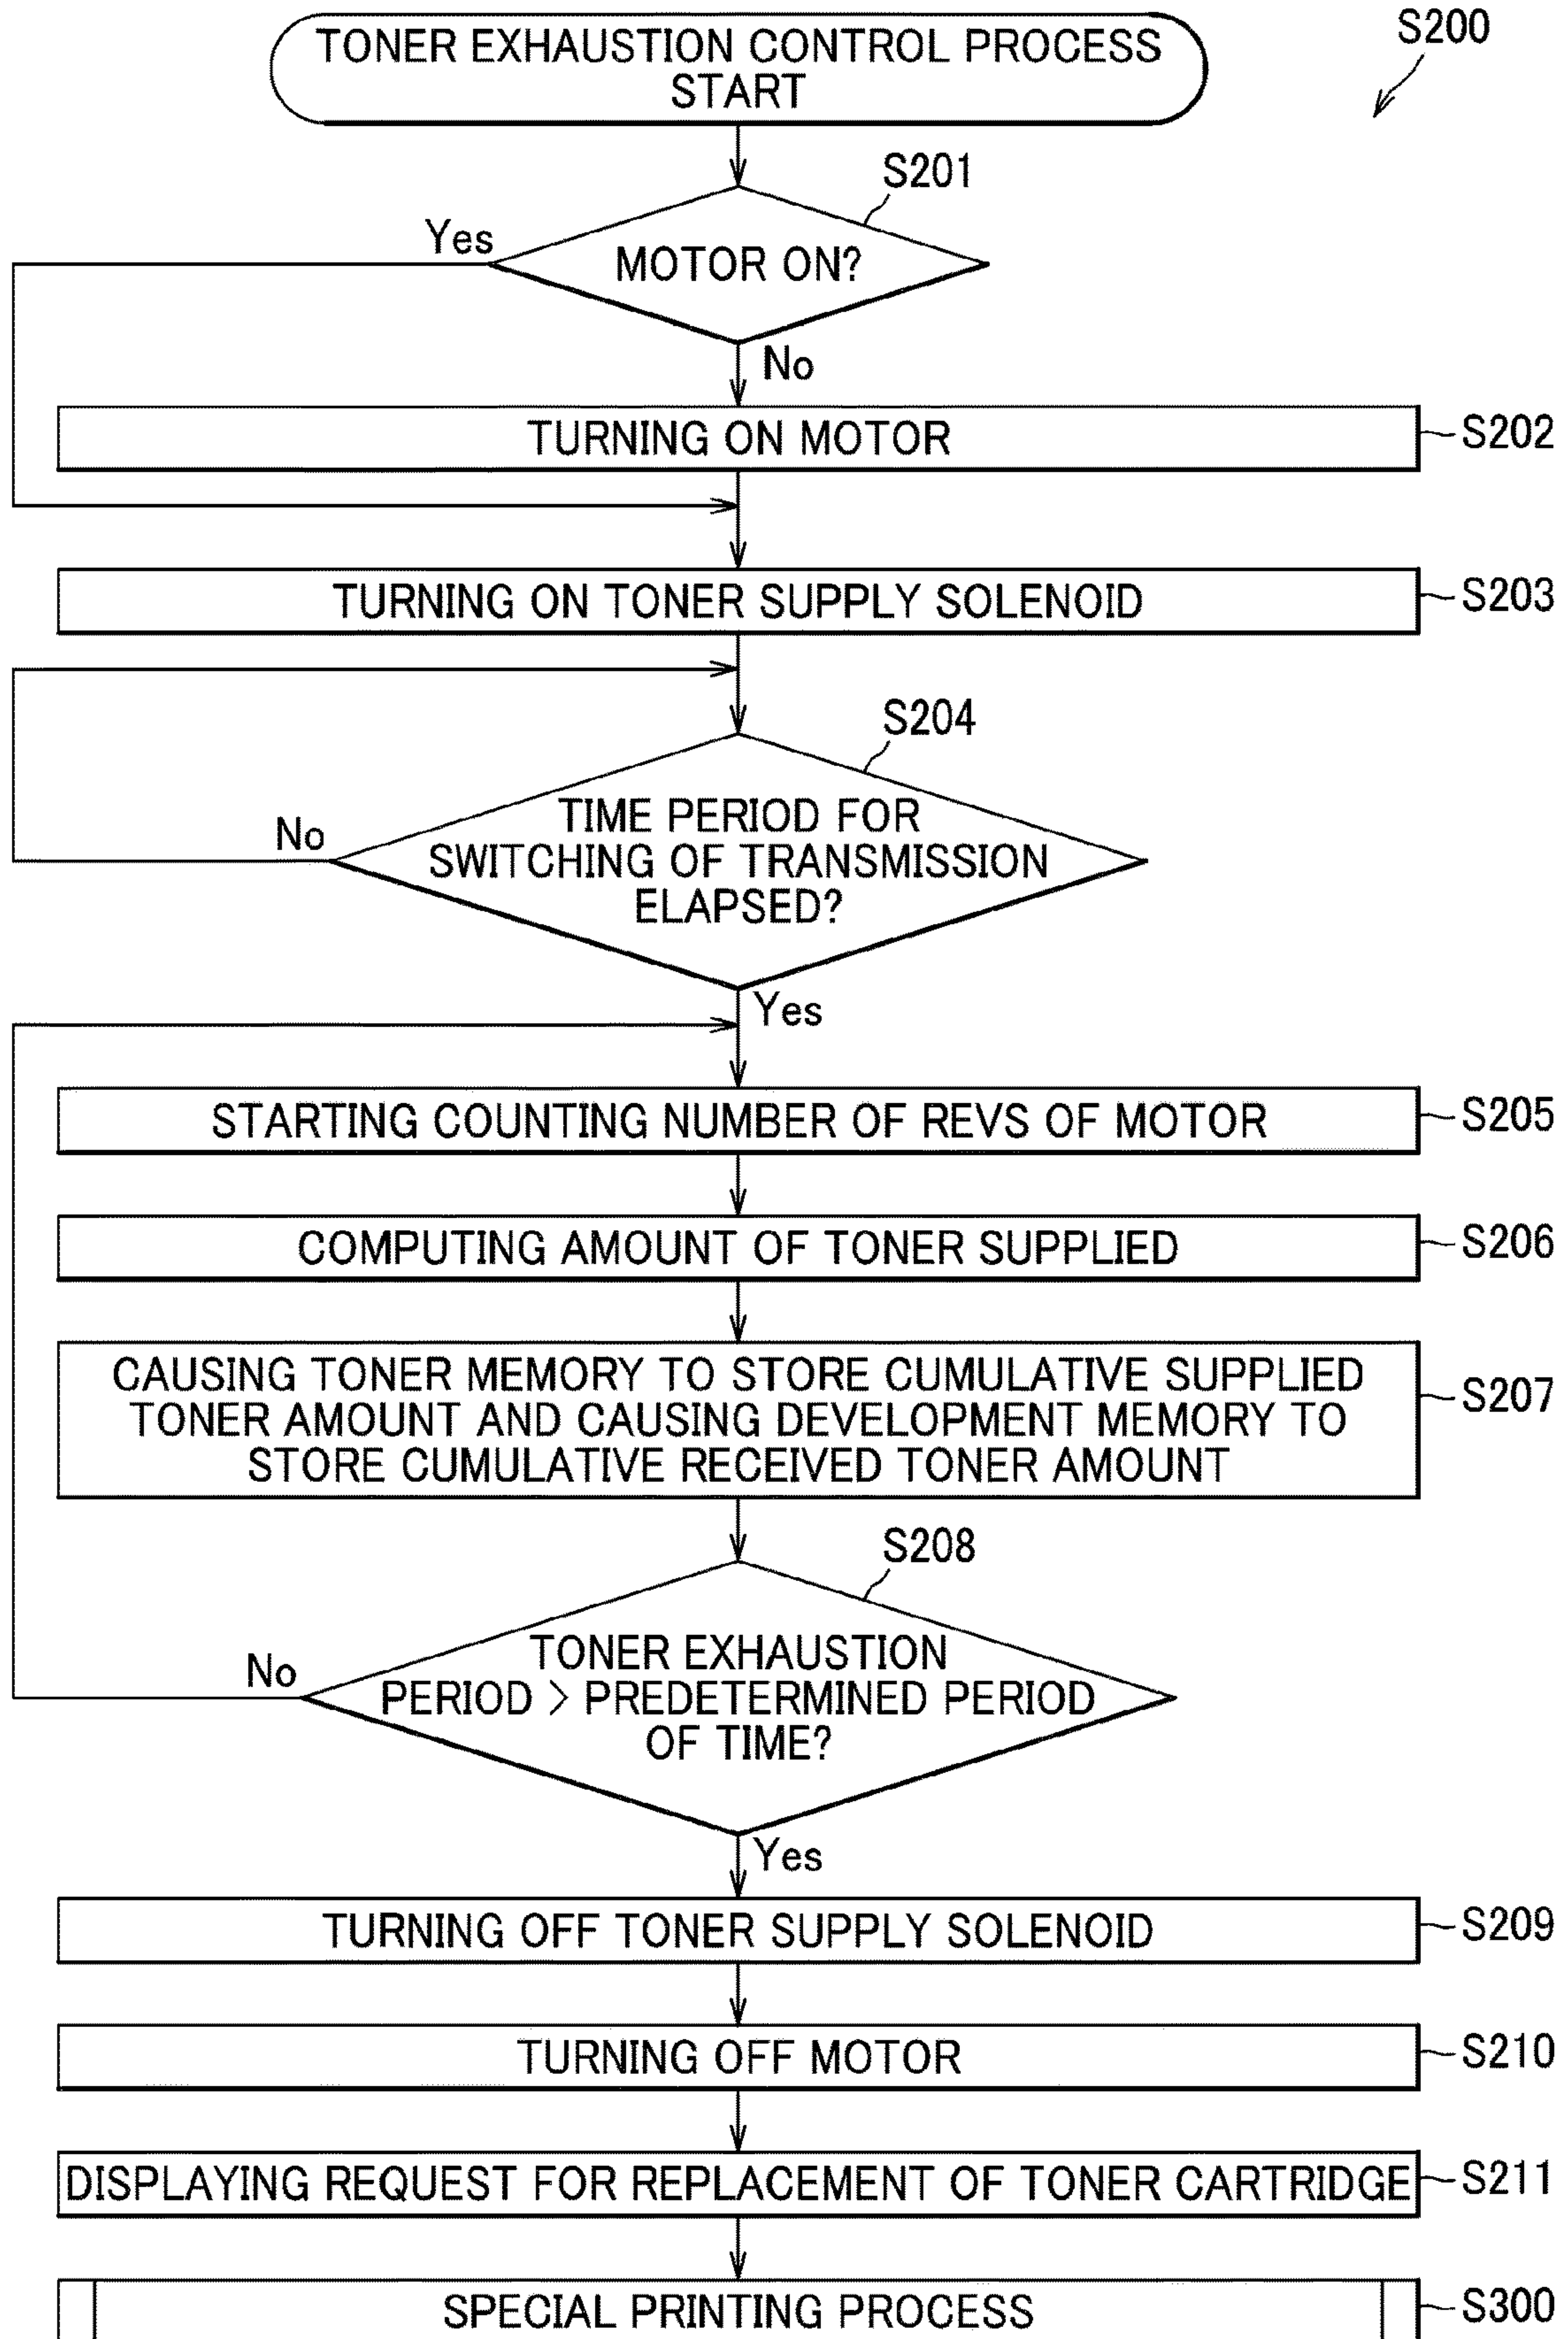 TONER EXHAUSTION CONTROL PROCESS
START
S200
S201
MOTOR ON?
Yes
No
TURNING ON MOTOR
S202
TURNING ON TONER SUPPLY SOLENOID
S203
S204
TIME PERIOD FOR
SWITCHING OF TRANSMISSION
ELAPSED?
No
Yes
STARTING COUNTING NUMBER OF REVS OF MOTOR
S205
COMPUTING AMOUNT OF TONER SUPPLIED
S206
CAUSING TONER MEMORY TO STORE CUMULATIVE SUPPLIED
TONER AMOUNT AND CAUSING DEVELOPMENT MEMORY TO
STORE CUMULATIVE RECEIVED TONER AMOUNT
S207
S208
TONER EXHAUSTION
PERIOD > PREDETERMINED PERIOD
OF TIME?
No
Yes
TURNING OFF TONER SUPPLY SOLENOID
S209
TURNING OFF MOTOR
S210
DISPLAYING REQUEST FOR REPLACEMENT OF TONER CARTRIDGE
S211
SPECIAL PRINTING PROCESS
S300